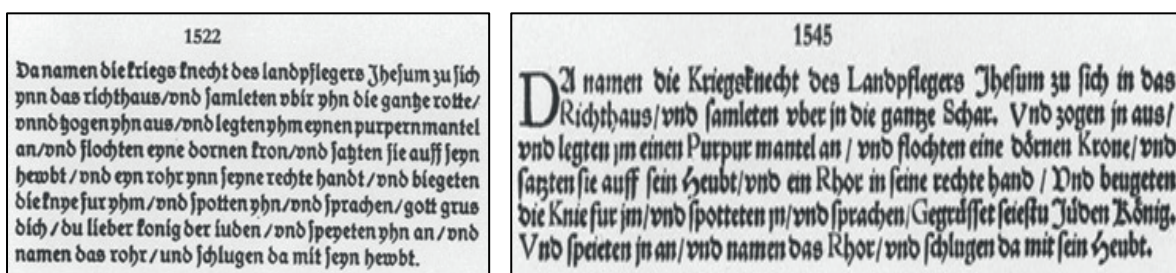 1522
Da namen die kriegs knecht des landpflegers Jhesum zu sich
ynn das richthaus/vnd samleten vbir yhn die gantze rotte/
vnnd zogen yhn aus/vnd legten yhm eynen purpern mantel
an/vnd flochten eyne dornen kron/vnd satzten sie auff seyn
hewbt/vnd eyn rohr ynn seyne rechte handt/vnd biegeten
die knye fur yhm/vnd spotten yhn/vnd sprachen/gott grus
dich/du lieber konig der iuden/vnd speyeten yhn an/vnd
namen das rohr/und schlugen da mit seyn hewbt.
1545
DA namen die Kriegsknecht des Landpflegers Jhesum zu sich in das
Richthaus/vnd samleten vber jn die gantze Schar. Vnd zogen jn aus/
vnd legten jm einen Purpur mantel an/vnd flochten eine dörnen Krone/vnd
satzten sie auff sein Heubt/vnd ein Rhor in seine rechte hand/Vnd beugeten
die Knie fur jm/vnd spotteten jn/vnd sprachen/Gegrüsset seiestu Jüden König.
Vnd speieten jn an/vnd namen das Rhor/vnd schlugen da mit sein Heubt.